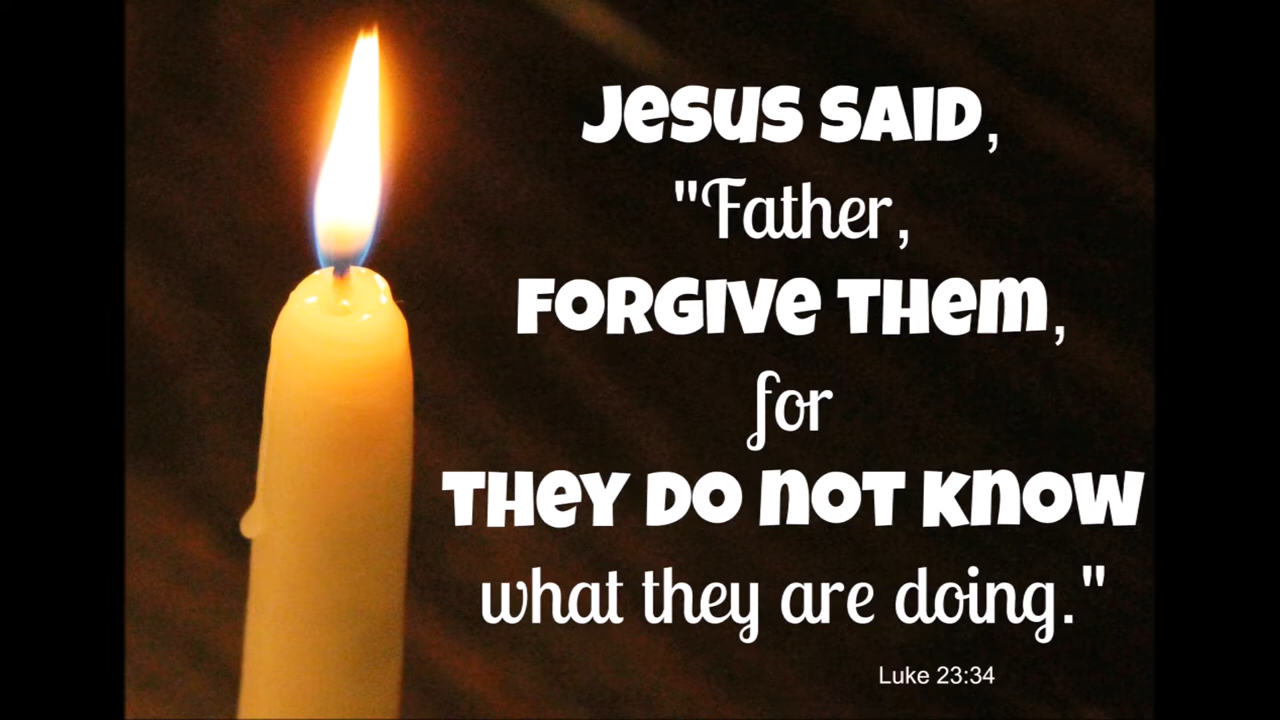 Jesus said,
"Father,
forgive them,
for
they do not know
what they are doing."
Luke 23:34